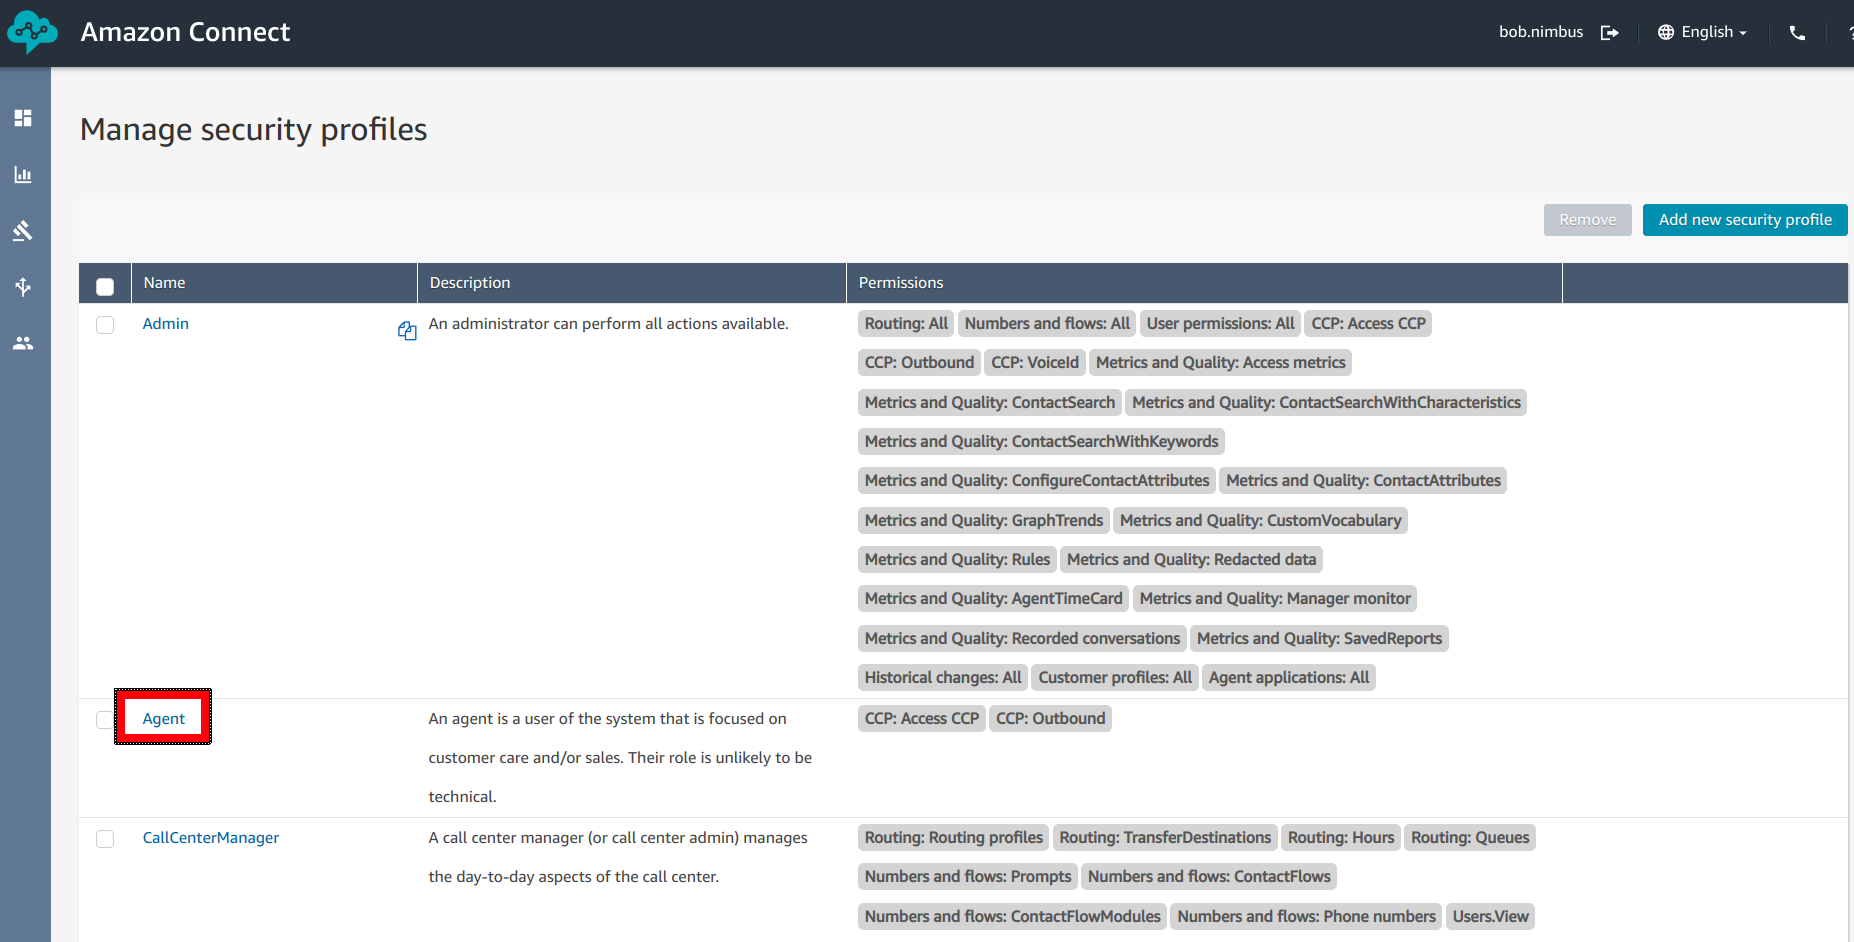 Amazon Connect
bob.nimbus
English
?
Manage security profiles
Remove
Add new security profile
Name
Description
Permissions
Admin
An administrator can perform all actions available.
Routing: All
Numbers and flows: All
User permissions: All
CCP: Access CCP
CCP: Outbound
CCP: VoiceId
Metrics and Quality: Access metrics
Metrics and Quality: ContactSearch
Metrics and Quality: ContactSearchWithCharacteristics
Metrics and Quality: ContactSearchWithKeywords
Metrics and Quality: ConfigureContactAttributes
Metrics and Quality: ContactAttributes
Metrics and Quality: GraphTrends
Metrics and Quality: CustomVocabulary
Metrics and Quality: Rules
Metrics and Quality: Redacted data
Metrics and Quality: AgentTimeCard
Metrics and Quality: Manager monitor
Metrics and Quality: Recorded conversations
Metrics and Quality: SavedReports
Historical changes: All
Customer profiles: All
Agent applications: All
Agent
An agent is a user of the system that is focused on
customer care and/or sales. Their role is unlikely to be
technical.
CCP: Access CCP
CCP: Outbound
CallCenterManager
A call center manager (or call center admin) manages
the day-to-day aspects of the call center.
Routing: Routing profiles
Routing: TransferDestinations
Routing: Hours
Routing: Queues
Numbers and flows: Prompts
Numbers and flows: ContactFlows
Numbers and flows: ContactFlowModules
Numbers and flows: Phone numbers
Users.View